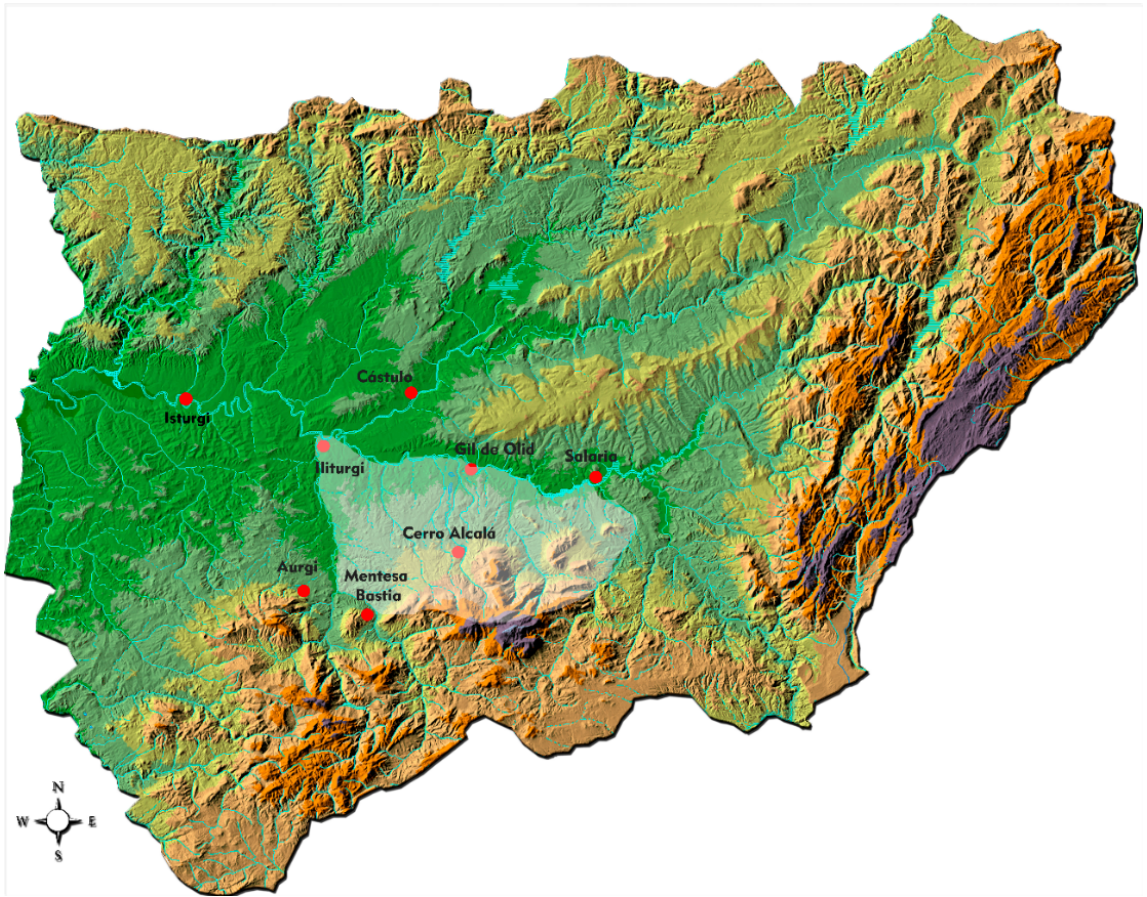 Cástulo
Isturgi
Iliturgi
Gil de Olid
Salaria
Cerro Alcalá
Aurgi
Mentesa
Bastia
N
W E
S